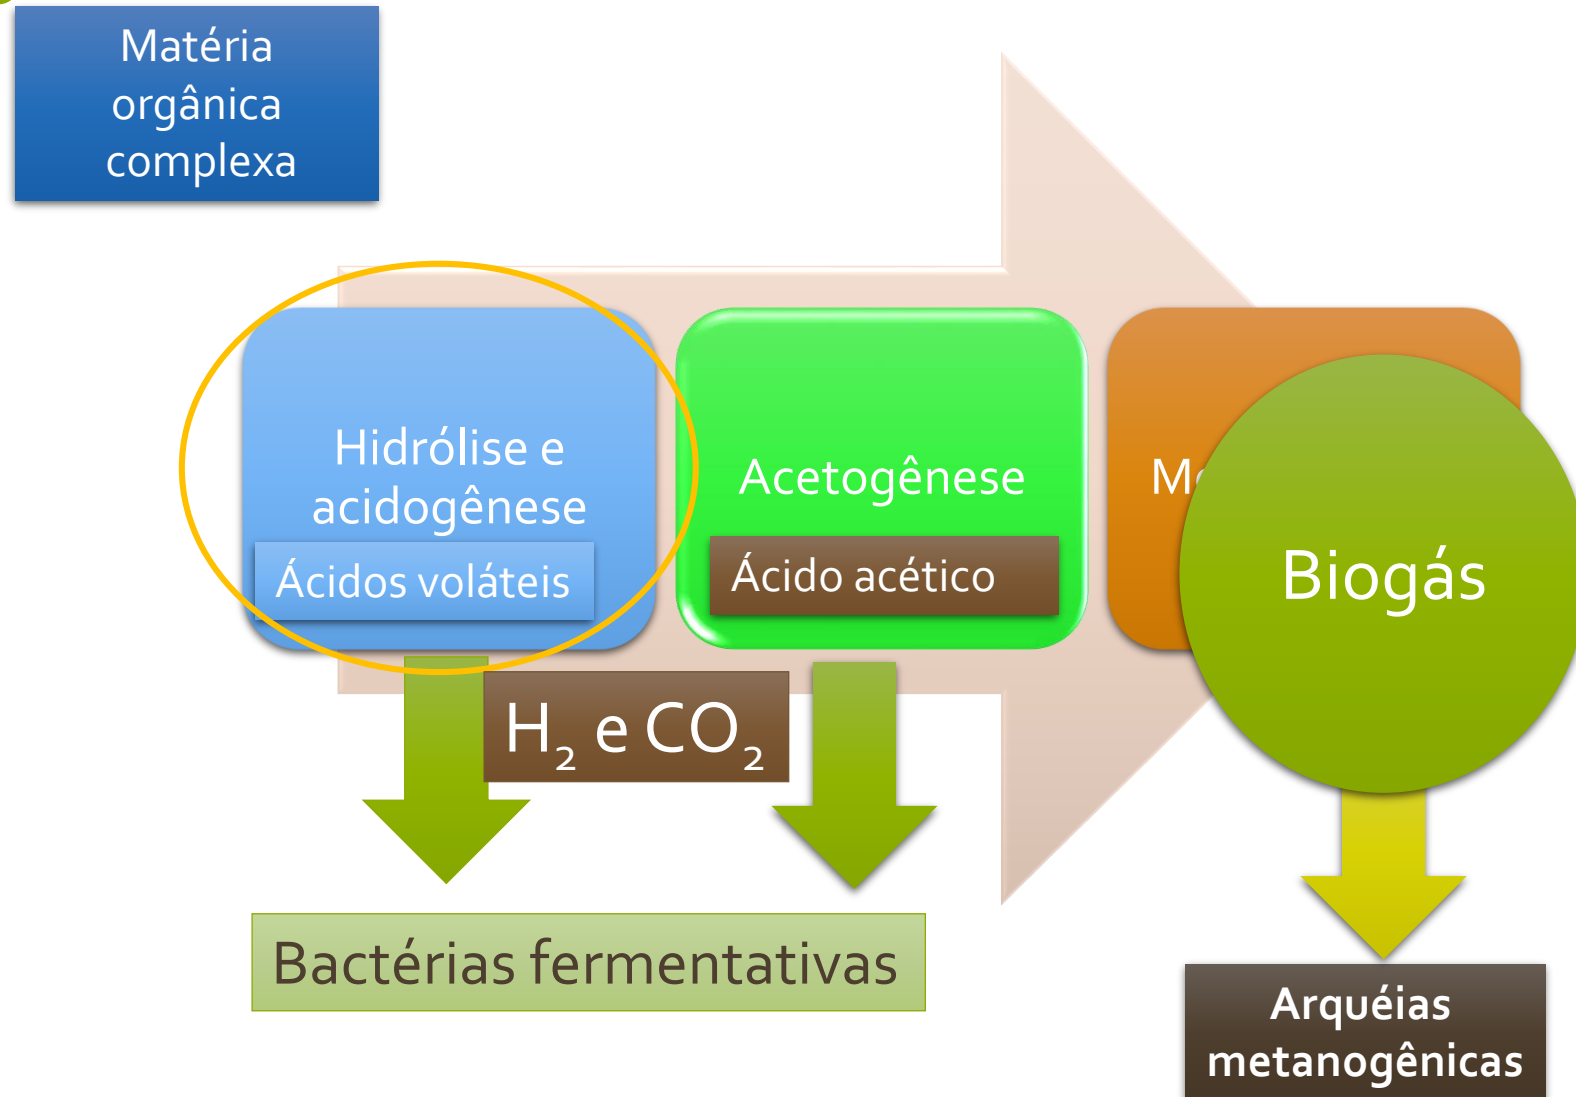 Matéria
orgânica
complexa
Hidrólise e
acidogênese
Ácidos voláteis
Acetogênese
Ácido acético
Biogás
H₂ e CO₂
Bactérias fermentativas
Arquéias
metanogênicas